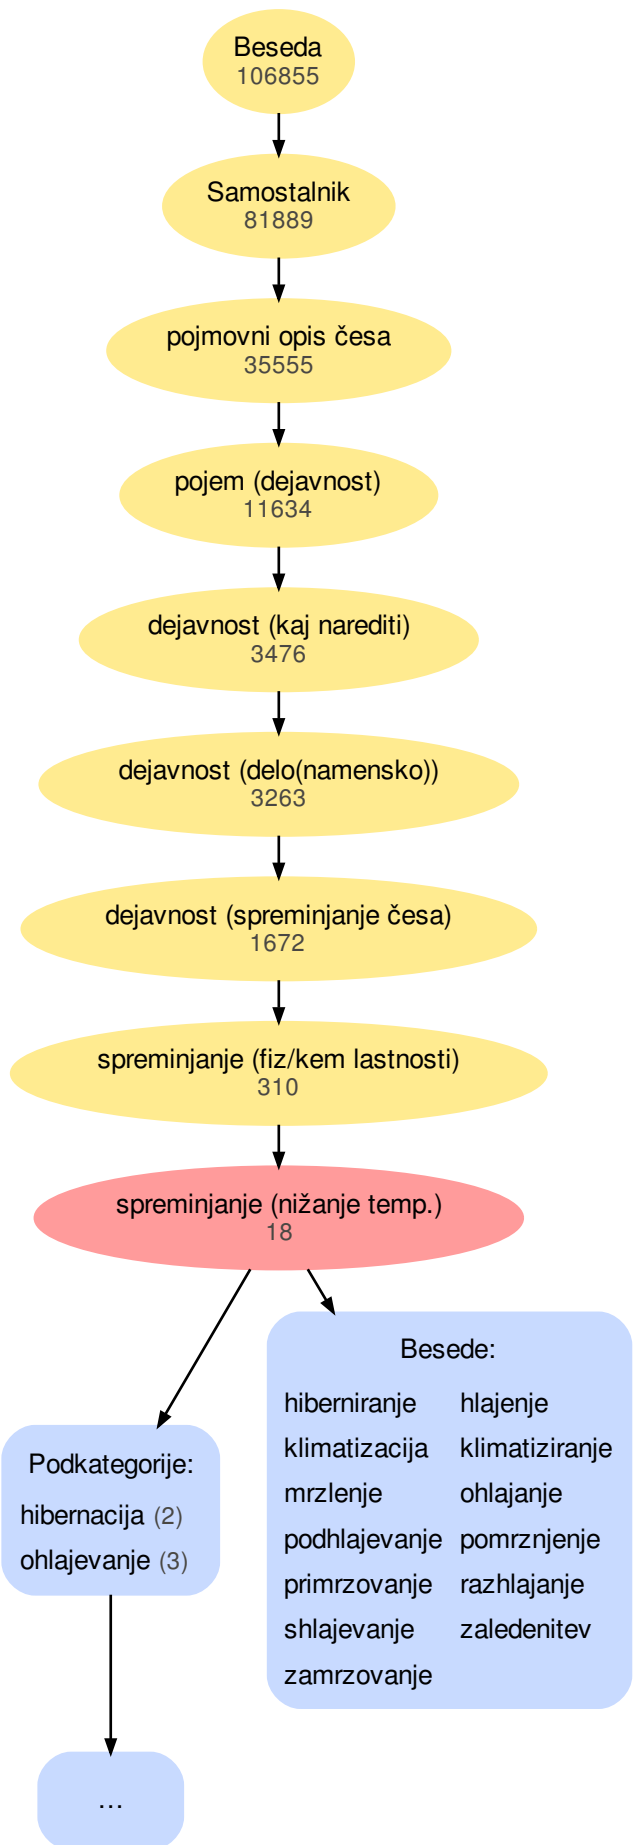 Beseda
106855
Samostalnik
81889
pojmovni opis česa
35555
pojem (dejavnost)
11634
dejavnost (kaj narediti)
3476
dejavnost (delo(namensko))
3263
dejavnost (spreminjanje česa)
1672
spreminjanje (fiz/kem lastnosti)
310
spreminjanje (nižanje temp.)
18
Podkategorije:
hibernacija (2)
ohlajevanje (3)
...
Besede:
hiberniranje hlajenje
klimatizacija klimatiziranje
mrzlenje ohlajanje
podhlajevanje pomrznjenje
primrzovanje razhlajanje
shlajevanje zaledenitev
zamrzovanje